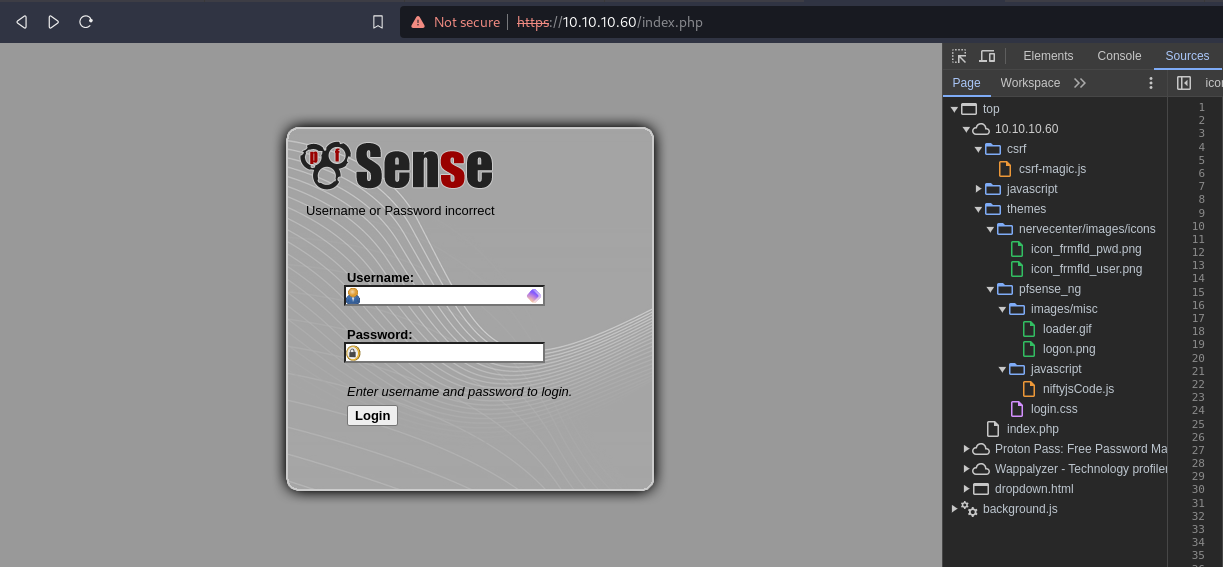 Not secure https://10.10.10.60/index.php
pf Sense
Username or Password incorrect
Username:
Password:
Enter username and password to login.
Login
Elements Console Sources
Page Workspace
top
10.10.10.60
csrf
csrf-magic.js
javascript
themes
nervecenter/images/icons
icon_frmfld_pwd.png
icon_frmfld_user.png
pfsense_ng
images/misc
loader.gif
logon.png
javascript
niftyjsCode.js
login.css
index.php
Proton Pass: Free Password Ma
Wappalyzer - Technology profiler
dropdown.html
background.js
icon
1
2
3
4
5
6
7
8
9
10
11
12
13
14
15
16
17
18
19
20
21
22
23
24
25
26
27
28
29
30
31
32
33
34
35